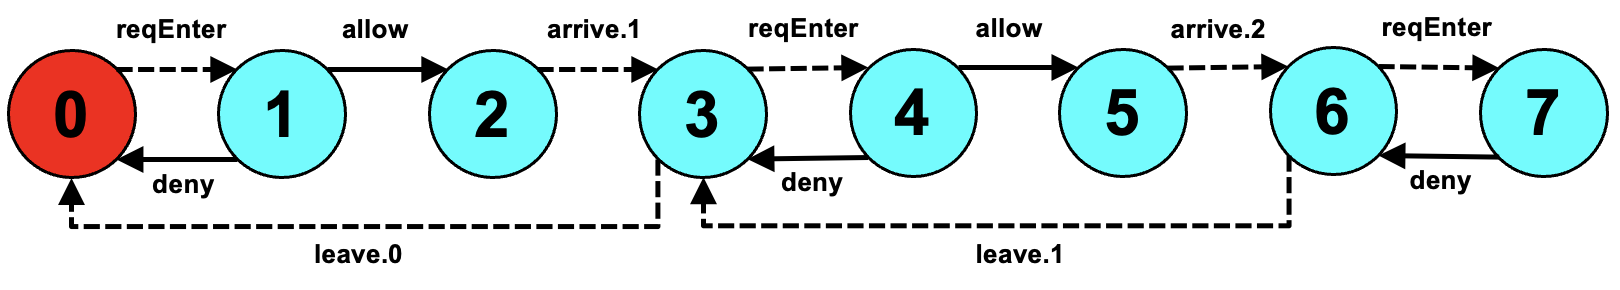 reqEnter allow arrive.1 reqEnter allow arrive.2 reqEnter
0 1 2 3 4 5 6 7
deny deny deny
leave.0 leave.1